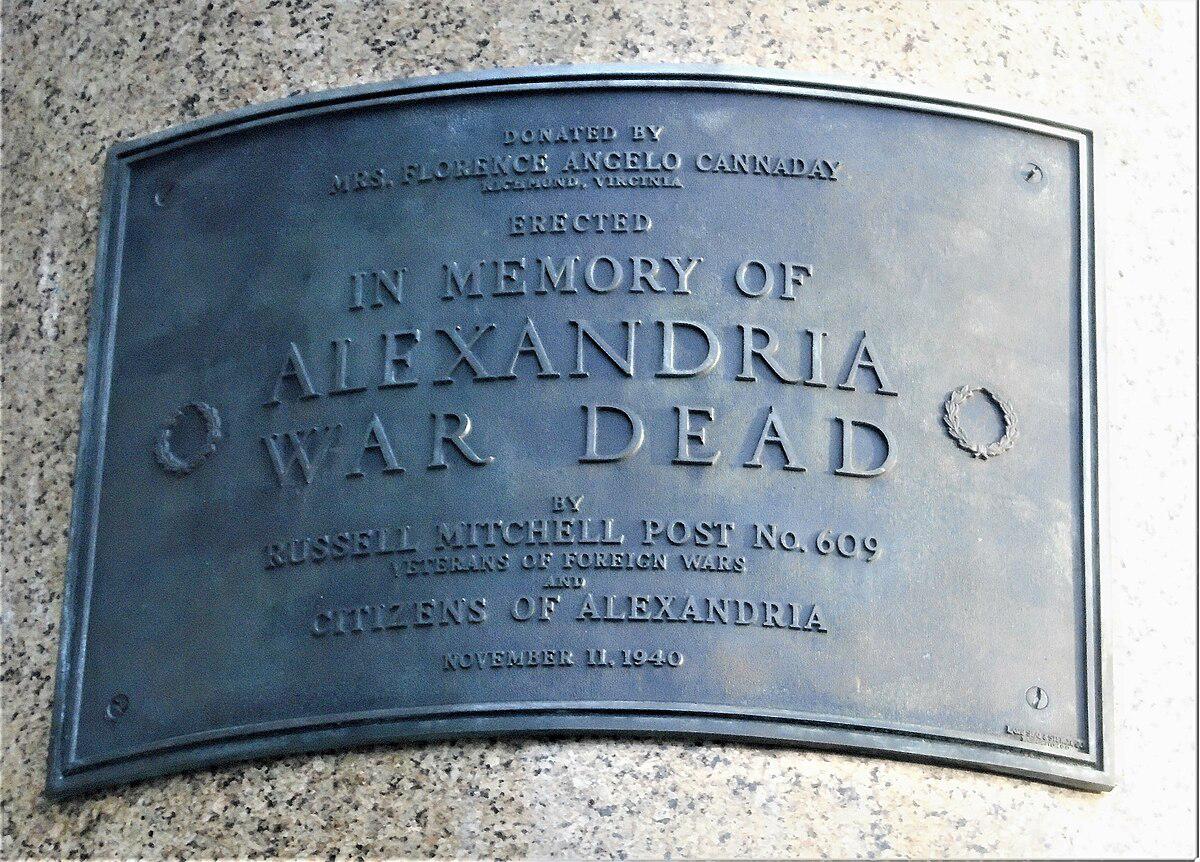 DONATED BY
MRS. FLORENCE ANGELO CANNADAY
RICHMOND, VIRGINIA
ERECTED
IN MEMORY OF
ALEXANDRIA
WAR DEAD
BY
RUSSELL MITCHELL POST No. 609
VETERANS OF FOREIGN WARS
AND
CITIZENS OF ALEXANDRIA
NOVEMBER 11, 1940